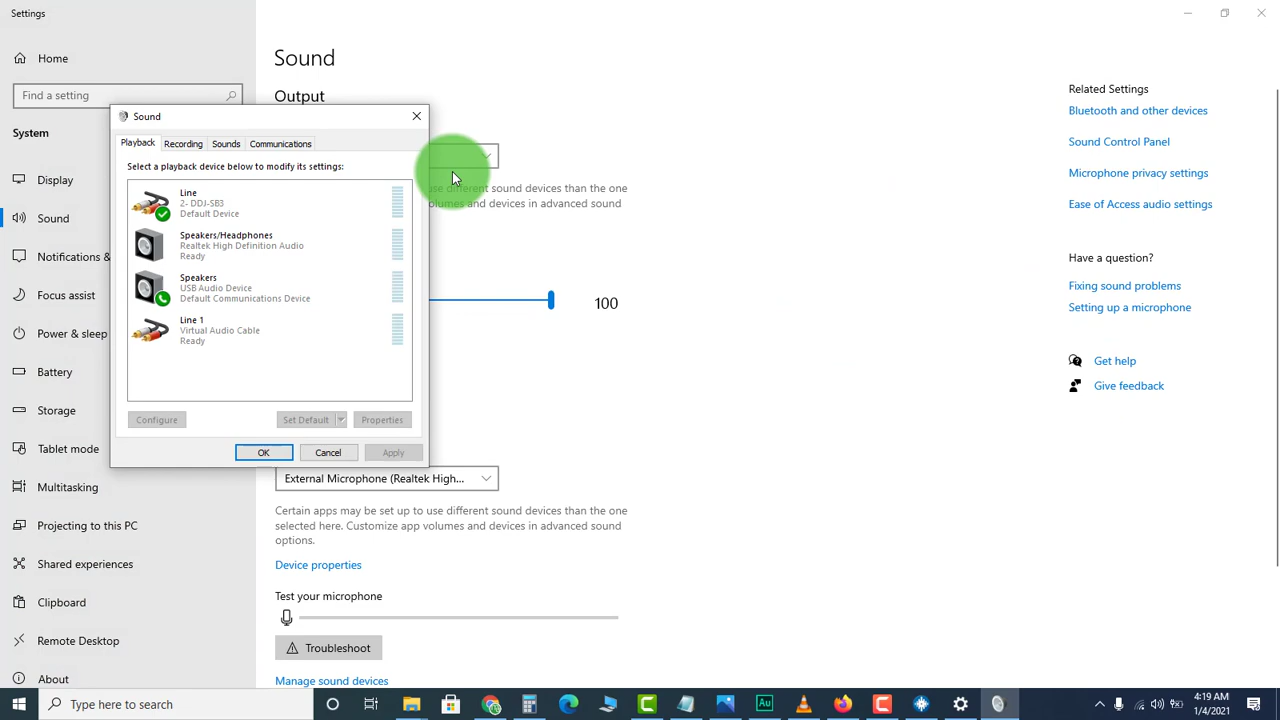 Settings
Home
Find a setting
System
Display
Sound
Notifications &
Focus assist
Power & sleep
Battery
Storage
Tablet mode
Multitasking
Projecting to this PC
Shared experiences
Clipboard
Remote Desktop
About
Sound
Output
use different sound devices than the one
volumes and devices in advanced sound
100
External Microphone (Realtek High...
Certain apps may be set up to use different sound devices than the one
selected here. Customize app volumes and devices in advanced sound
options.
Device properties
Test your microphone
Troubleshoot
Manage sound devices
Sound
Playback
Recording
Sounds
Communications
Select a playback device below to modify its settings:
Line
2- DDJ-SB3
Default Device
Speakers/Headphones
Realtek High Definition Audio
Ready
Speakers
USB Audio Device
Default Communications Device
Line 1
Virtual Audio Cable
Ready
Configure
Set Default
Properties
OK
Cancel
Apply
Related Settings
Bluetooth and other devices
Sound Control Panel
Microphone privacy settings
Ease of Access audio settings
Have a question?
Fixing sound problems
Setting up a microphone
Get help
Give feedback
Type here to search
Au
4:19 AM
1/4/2021